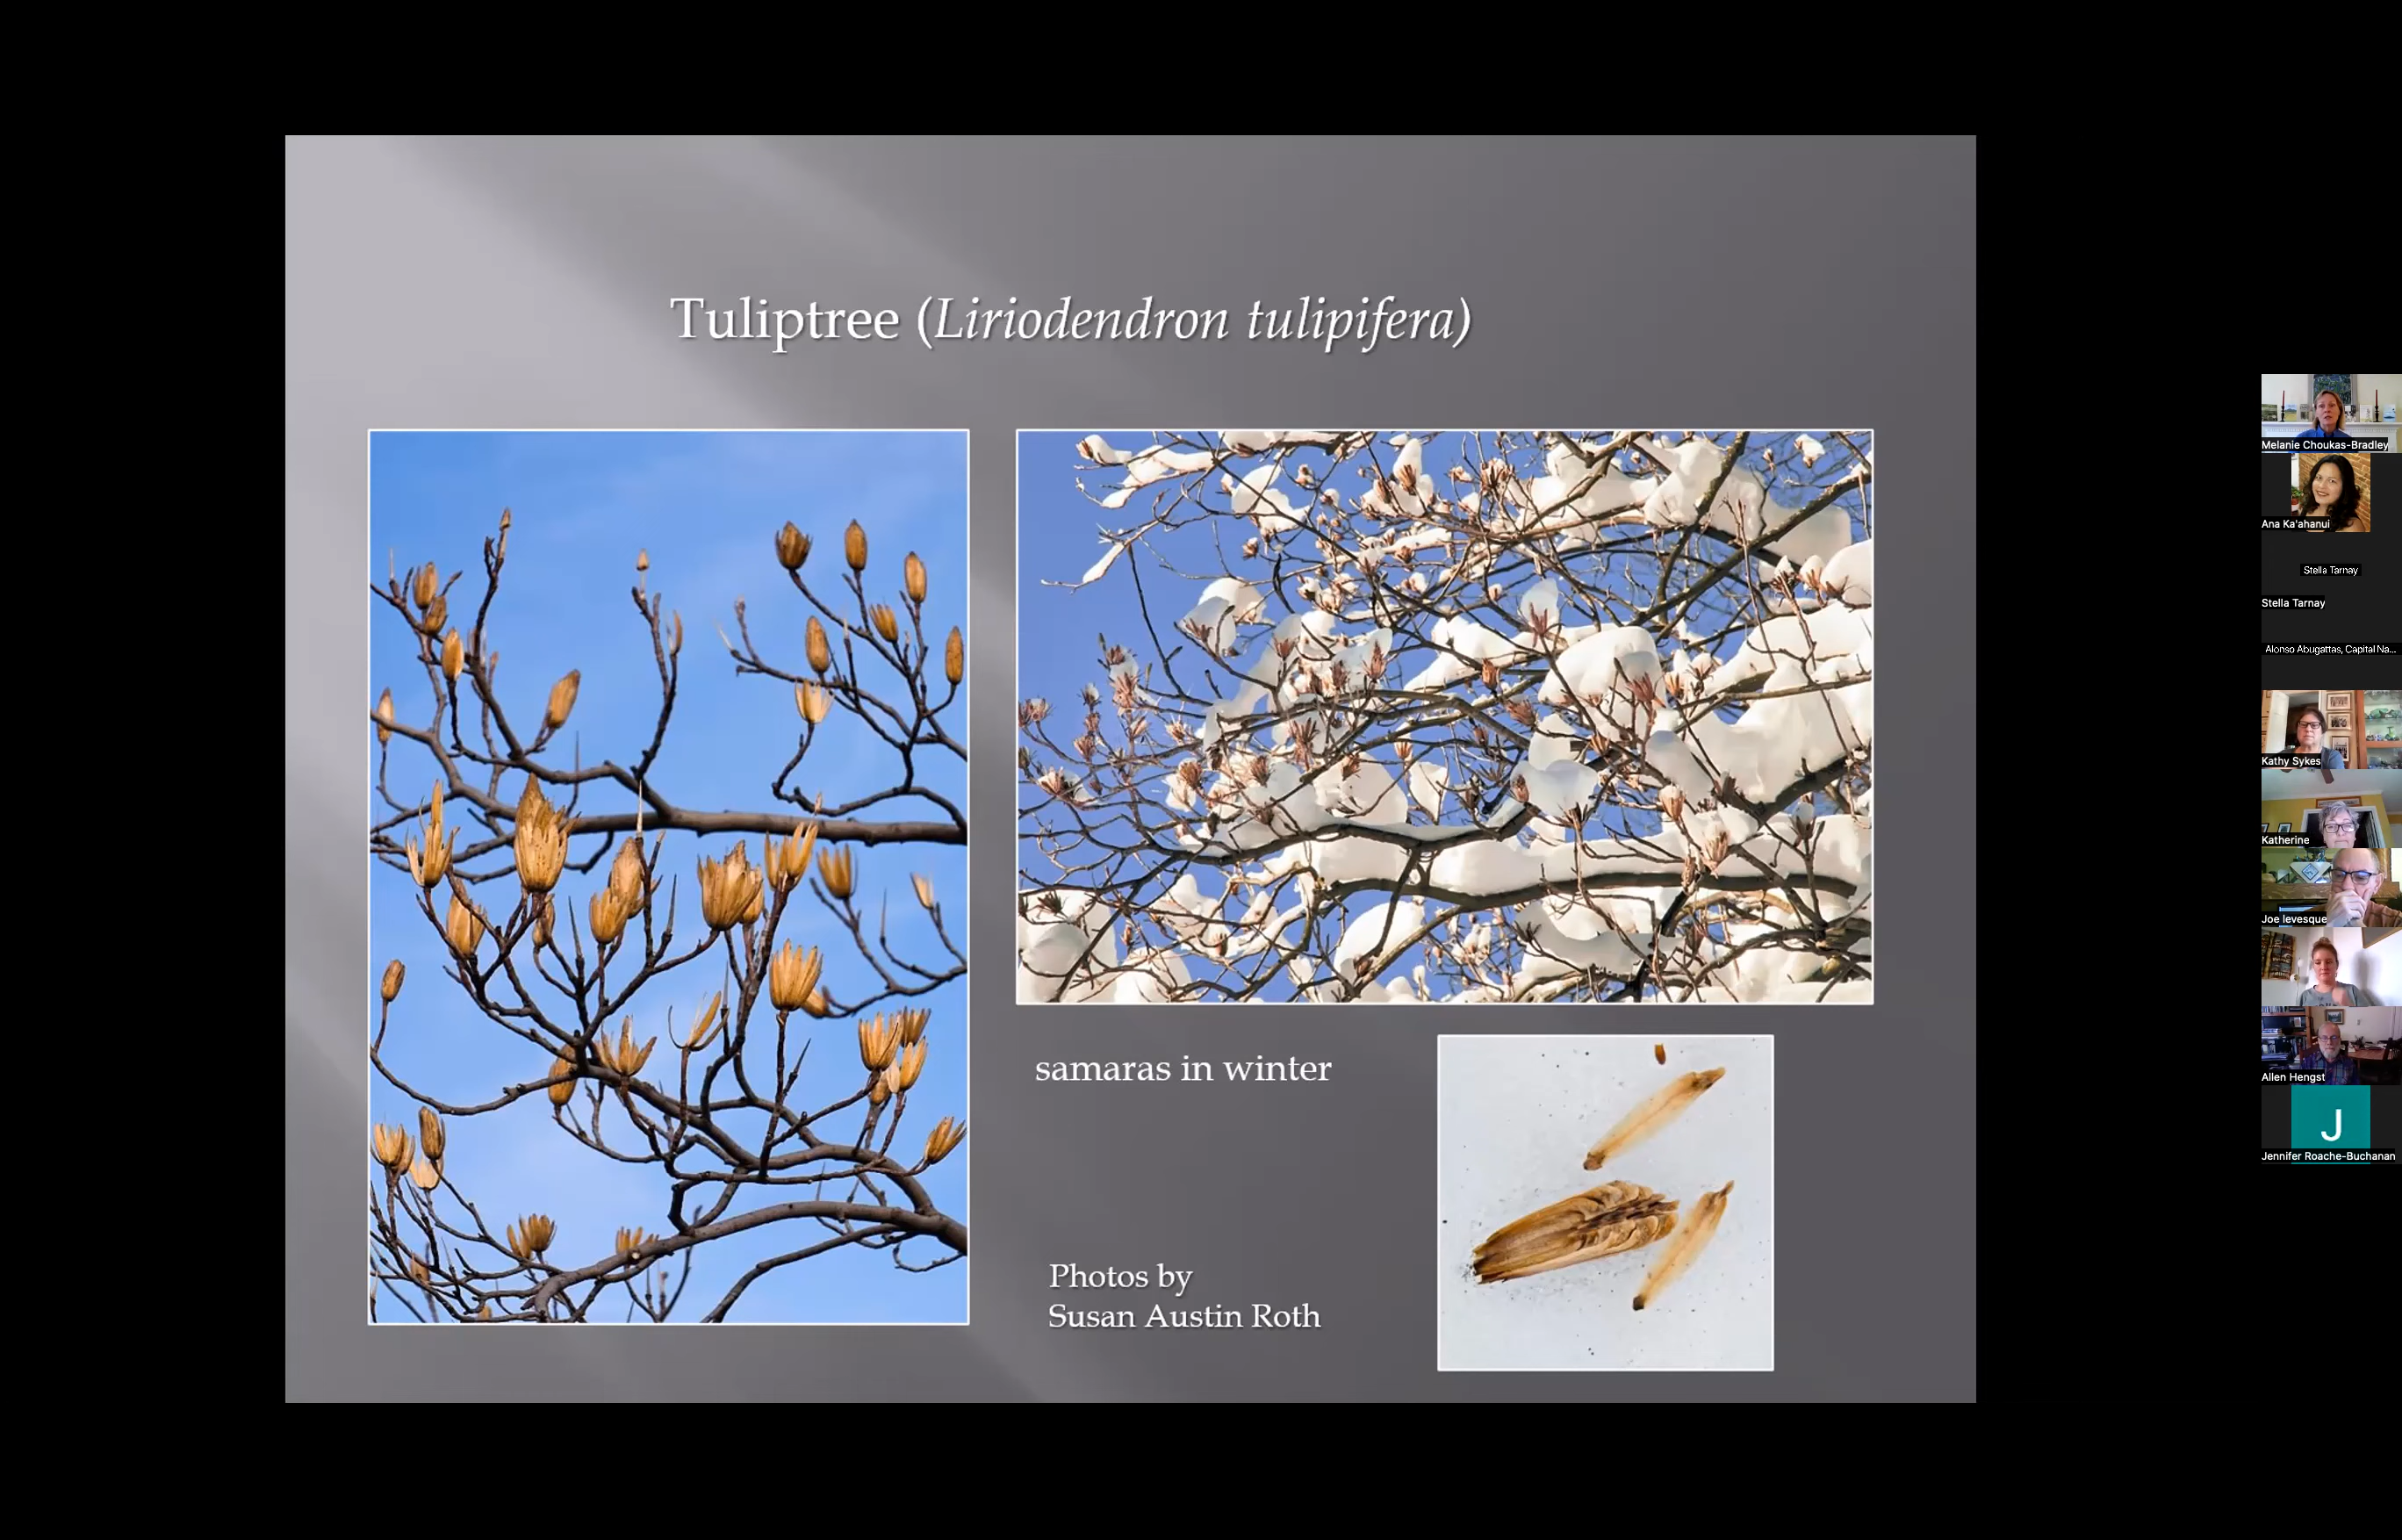 Tuliptree (Liriodendron tulipifera)
samaras in winter
Photos by
Susan Austin Roth
Melanie Choukas-Bradley
Ana Ka'ahanui
Stella Tarnay
Stella Tarnay
Alonso Abugattas, Capital Na...
Kathy Sykes
Katherine
Joe levesque
Allen Hengst
J
Jennifer Roache-Buchanan